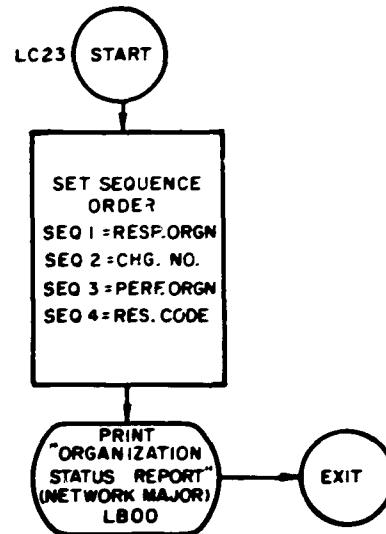 LC23 START
SET SEQUENCE
ORDER
SEQ 1 = RESP. ORGN
SEQ 2 = CHG. NO.
SEQ 3 = PERF. ORGN
SEQ 4 = RES. CODE
PRINT
"ORGANIZATION
STATUS REPORT"
(NETWORK MAJOR)
LB00
EXIT